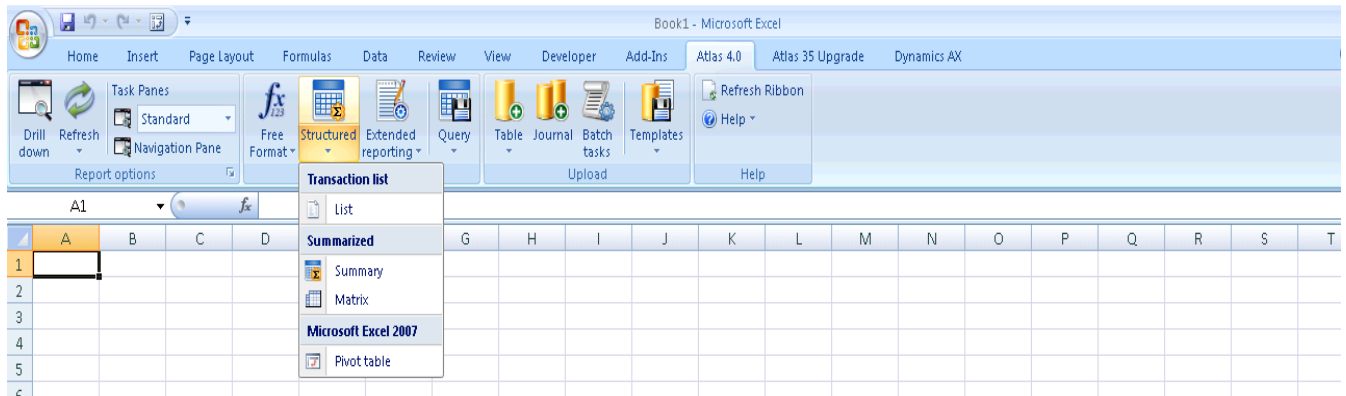 Book1 - Microsoft Excel
Home Insert Page Layout Formulas Data Review View Developer Add-Ins Atlas 4.0 Atlas 35 Upgrade Dynamics AX
Drill down
Refresh
Task Panes
Standard
Navigation Pane
Report options
fx 123
Free Format
Structured
Extended reporting
Query
Table
Journal
Batch tasks
Templates
Upload
Refresh Ribbon
Help
Help
Transaction list
List
Summarized
Summary
Matrix
Microsoft Excel 2007
Pivot table
A1 fx
A B C D G H I J K L M N O P Q R S T
1
2
3
4
5